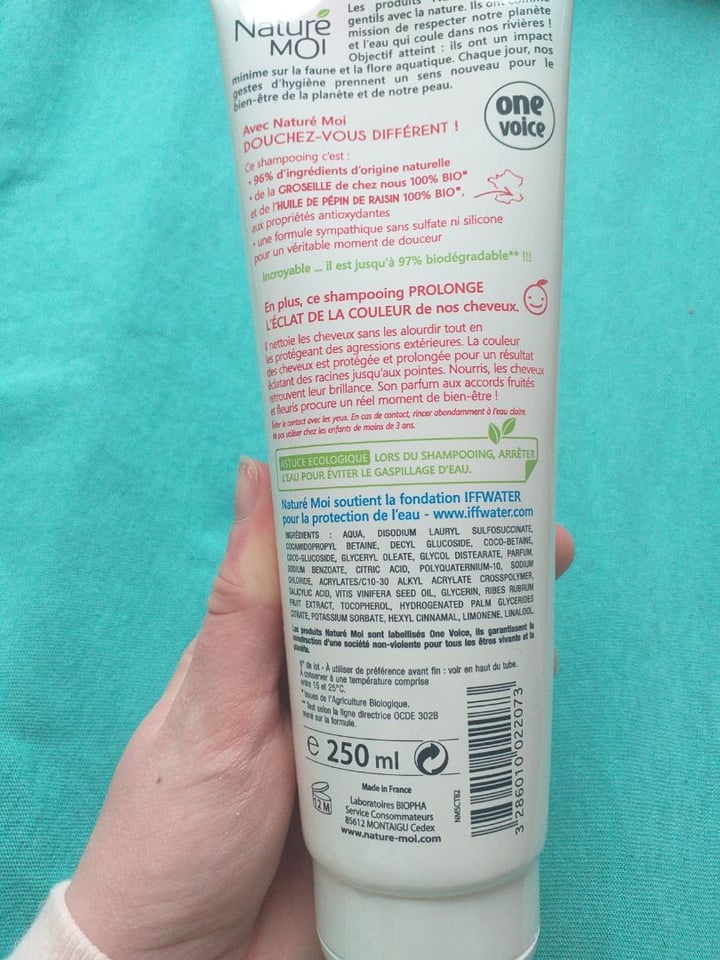 Naturé
MOI
Les produits
gentils avec la nature. Ils ont comme
mission de respecter notre planète
et l'eau qui coule dans nos rivières !
Objectif atteint : ils ont un impact
minime sur la faune et la flore aquatique. Chaque jour, nos
gestes d'hygiène prennent un sens nouveau pour le
bien-être de la planète et de notre peau.
one
voice
Avec Naturé Moi
DOUCHEZ-VOUS DIFFÉRENT !
Ce shampooing c'est :
• 96% d'ingrédients d'origine naturelle
• de la GROSEILLE de chez nous 100% BIO*
et de l'HUILE DE PÉPIN DE RAISIN 100% BIO*,
aux propriétés antioxydantes
• une formule sympathique sans sulfate ni silicone
pour un véritable moment de douceur
Incroyable ... il est jusqu'à 97% biodégradable** !!!
En plus, ce shampooing PROLONGE
L'ÉCLAT DE LA COULEUR de nos cheveux.
Il nettoie les cheveux sans les alourdir tout en
les protégeant des agressions extérieures. La couleur
des cheveux est protégée et prolongée pour un résultat
éclatant des racines jusqu'aux pointes. Nourris, les cheveux
retrouvent leur brillance. Son parfum aux accords fruités
et fleuris procure un réel moment de bien-être !
Eviter le contact avec les yeux. En cas de contact, rincer abondamment à l'eau claire.
Ne pas utiliser chez les enfants de moins de 3 ans.
ASTUCE ÉCOLOGIQUE LORS DU SHAMPOOING, ARRÊTER
L'EAU POUR ÉVITER LE GASPILLAGE D'EAU.
Naturé Moi soutient la fondation IFFWATER
pour la protection de l'eau - www.iffwater.com
INGRÉDIENTS : AQUA, DISODIUM LAURYL SULFOSUCCINATE,
COCAMIDOPROPYL BETAINE, DECYL GLUCOSIDE, COCO-BETAINE,
COCO-GLUCOSIDE, GLYCERYL OLEATE, GLYCOL DISTEARATE, PARFUM,
SODIUM BENZOATE, CITRIC ACID, POLYQUATERNIUM-10, SODIUM
CHLORIDE, ACRYLATES/C10-30 ALKYL ACRYLATE CROSSPOLYMER,
SALICYLIC ACID, VITIS VINIFERA SEED OIL, GLYCERIN, RIBES RUBRUM
FRUIT EXTRACT, TOCOPHEROL, HYDROGENATED PALM GLYCERIDES
CITRATE, POTASSIUM SORBATE, HEXYL CINNAMAL, LIMONENE, LINALOOL.
Les produits Naturé Moi sont labellisés One Voice, ils garantissent la
construction d'une société non-violente pour tous les êtres vivants et la
planète.
N° de lot - À utiliser de préférence avant fin : voir en haut du tube.
À conserver à une température comprise
entre 15 et 25°C.
* issues de l'Agriculture Biologique.
** Test selon la ligne directrice OCDE 302B
mené sur la formule.
e 250 ml
12 M
Made in France
Laboratoires BIOPHA
Service Consommateurs
85612 MONTAIGU Cedex
www.nature-moi.com
NMSCTB2
3 286010 022073